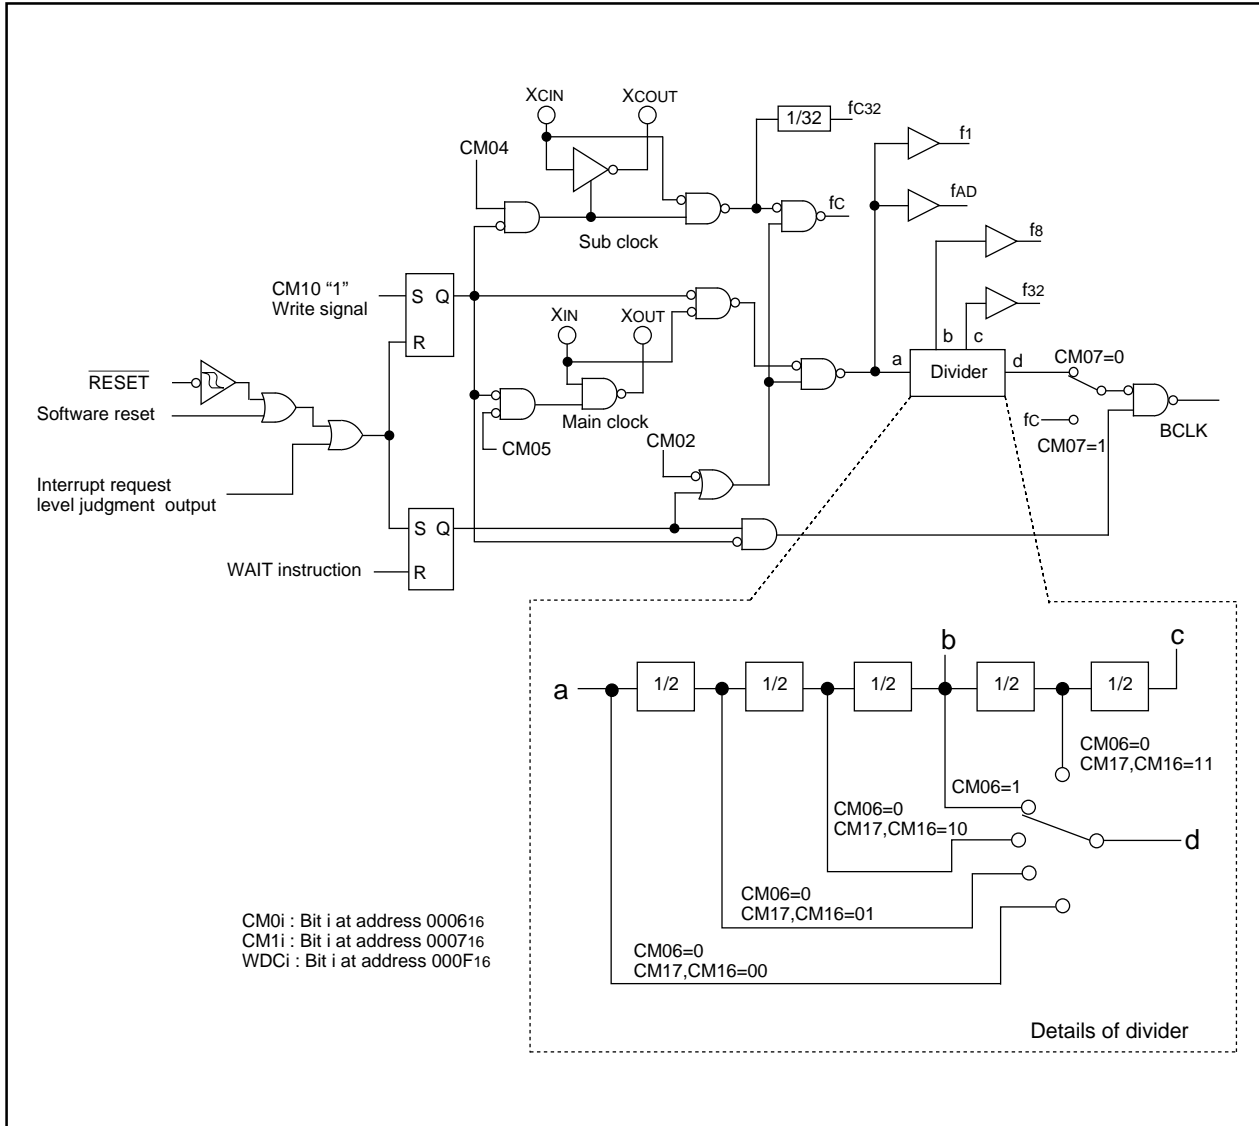 XCIN
XCOUT
1/32
fC32
f1
CM04
fAD
fC
Sub clock
f8
CM10 “1”
Write signal
S Q
R
XIN
XOUT
f32
b
c
RESET
a
Divider
d
CM07=0
Software reset
Main clock
CM05
CM02
fC
CM07=1
BCLK
Interrupt request
level judgment output
S Q
R
WAIT instruction
a
1/2
1/2
1/2
b
1/2
1/2
c
CM06=0
CM17,CM16=11
CM06=1
CM06=0
CM17,CM16=10
d
CM06=0
CM17,CM16=01
CM06=0
CM17,CM16=00
CM0i : Bit i at address 000616
CM1i : Bit i at address 000716
WDCi : Bit i at address 000F16
Details of divider